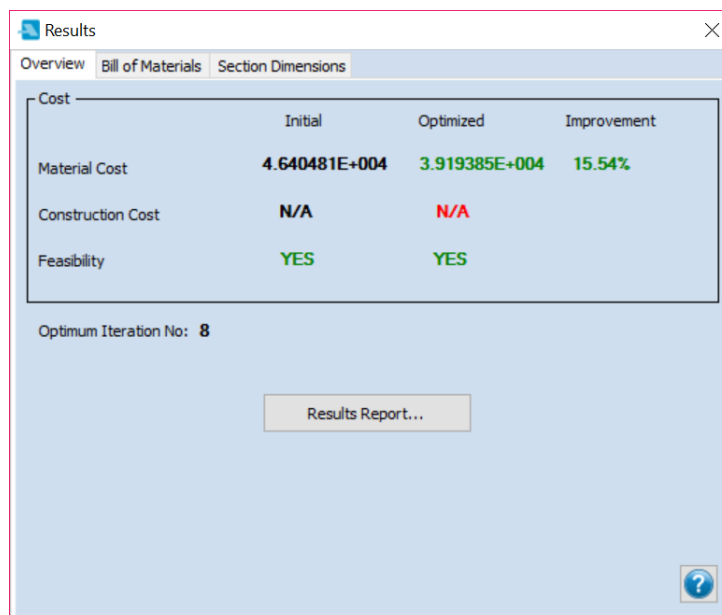 Results
Overview Bill of Materials Section Dimensions
Cost
Initial Optimized Improvement
Material Cost 4.640481E+004 3.919385E+004 15.54%
Construction Cost N/A N/A
Feasibility YES YES
Optimum Iteration No: 8
Results Report...
?